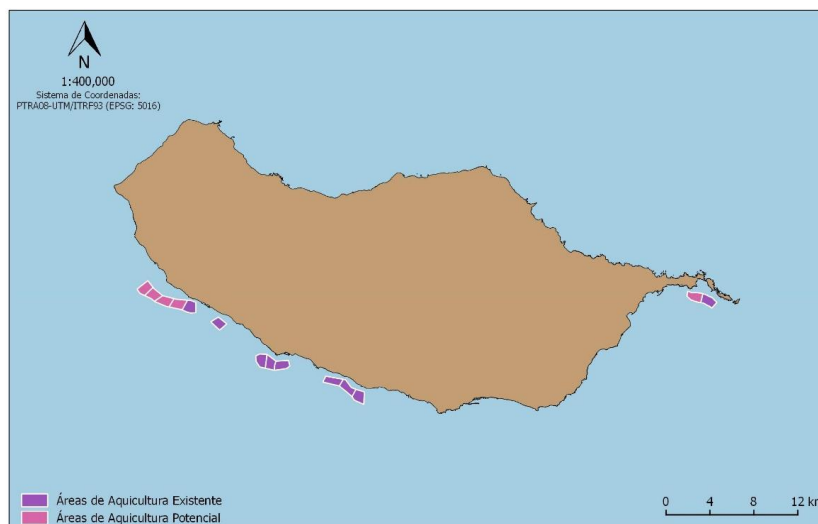 N
1:400,000
Sistema de Coordenadas:
PTRA08-UTM/ITRF93 (EPSG: 5016)
Áreas de Aquicultura Existente
Áreas de Aquicultura Potencial
0 4 8 12 km